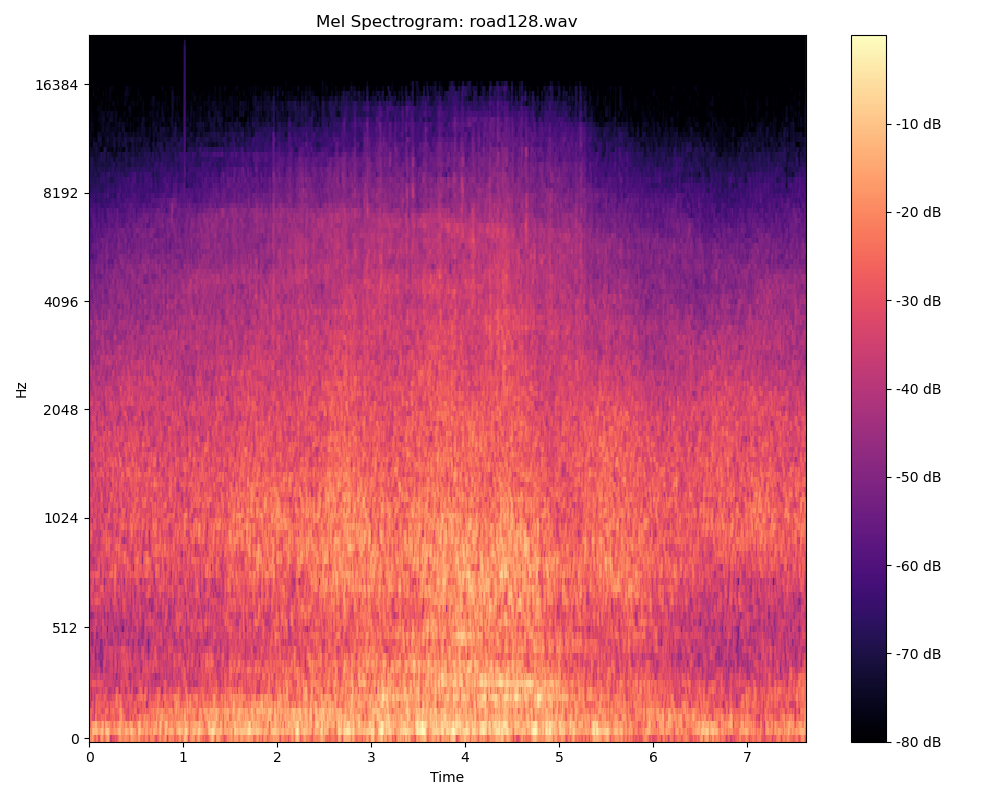 Mel Spectrogram: road128.wav
16384
8192
4096
2048
1024
512
0
Hz
0 1 2 3 4 5 6 7
Time
-10 dB
-20 dB
-30 dB
-40 dB
-50 dB
-60 dB
-70 dB
-80 dB